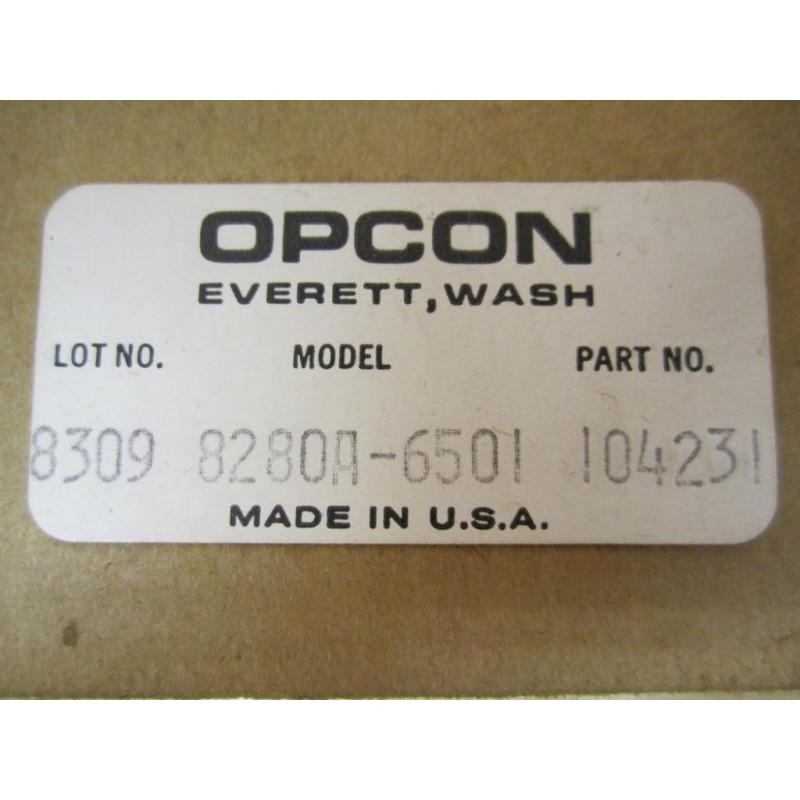 OPCON
EVERETT, WASH
LOT NO. MODEL PART NO.
8309 8280A-6501 104231
MADE IN U.S.A.